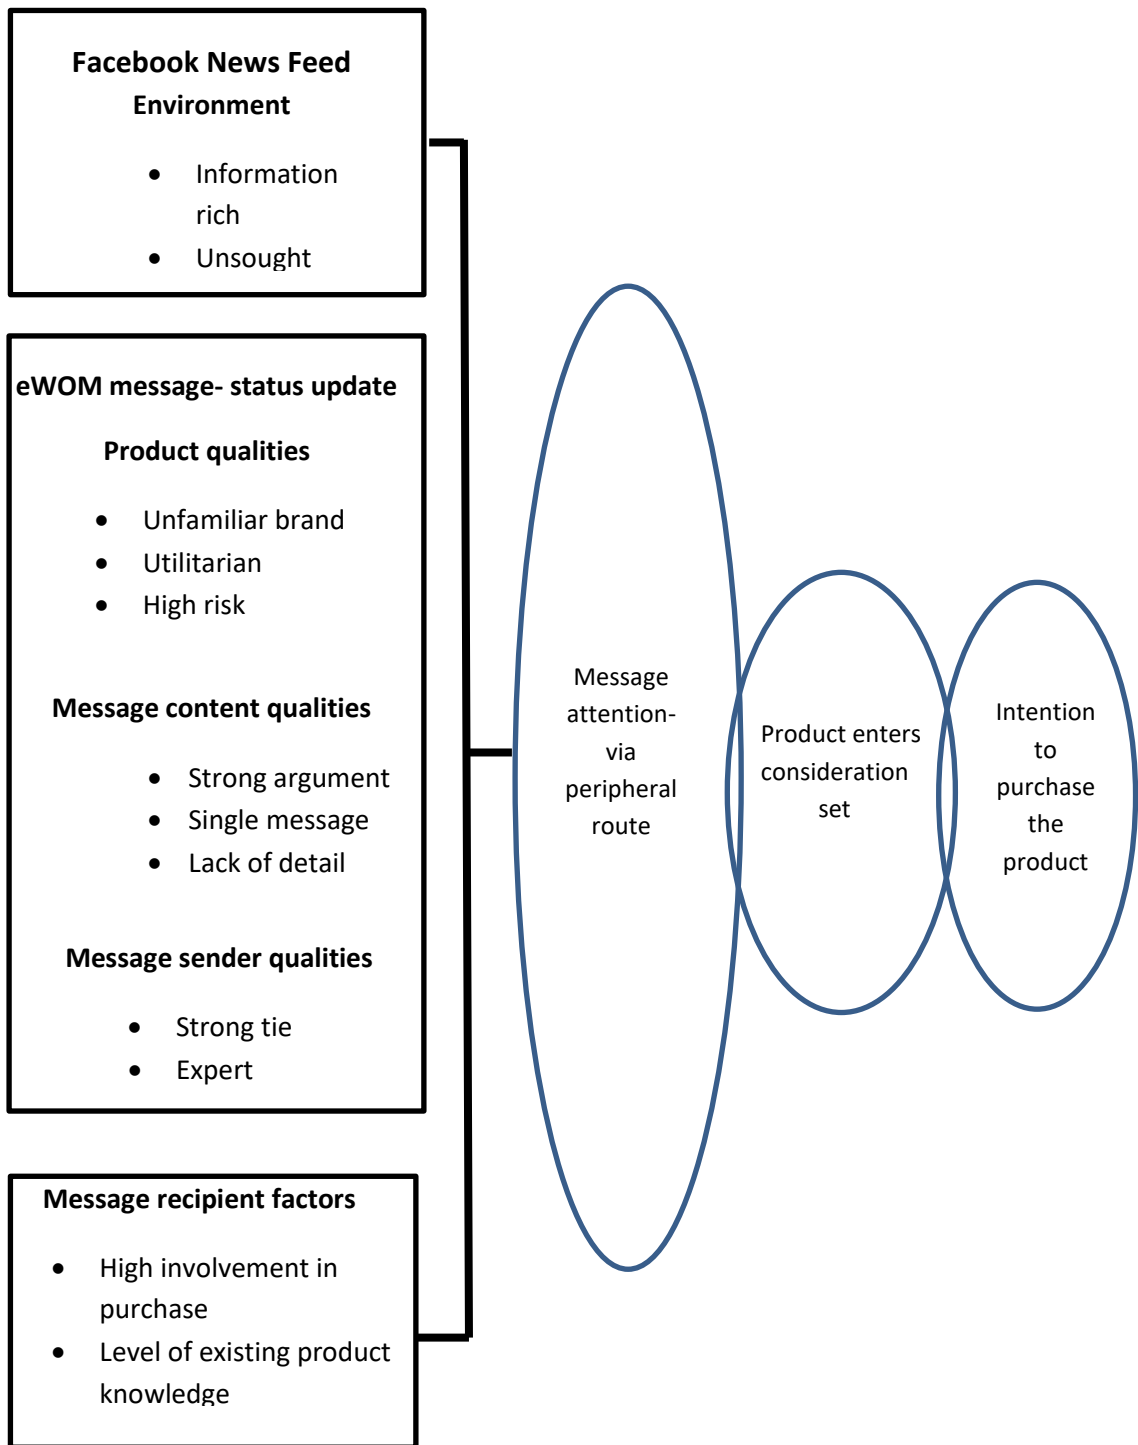 Facebook News Feed
Environment
• Information
rich
• Unsought
eWOM message- status update
Product qualities
• Unfamiliar brand
• Utilitarian
• High risk
Message content qualities
• Strong argument
• Single message
• Lack of detail
Message sender qualities
• Strong tie
• Expert
Message recipient factors
• High involvement in
purchase
• Level of existing product
knowledge
Message
attention-
via
peripheral
route
Product enters
consideration
set
Intention
to
purchase
the
product